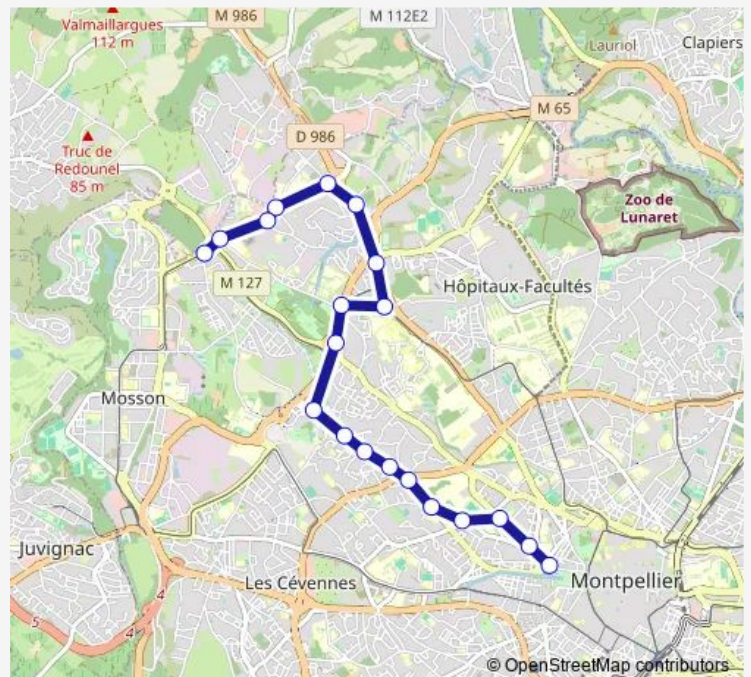 M 986
M 112E2
Valmaillargues
112 m
Lauriol
Clapiers
M 65
D 986
Truc de
Redounel
85 m
Zoo de
Lunaret
M 127
Hôpitaux-Facultés
Mosson
Juvignac
Les Cévennes
Montpellier
4
5
4
© OpenStreetMap contributors